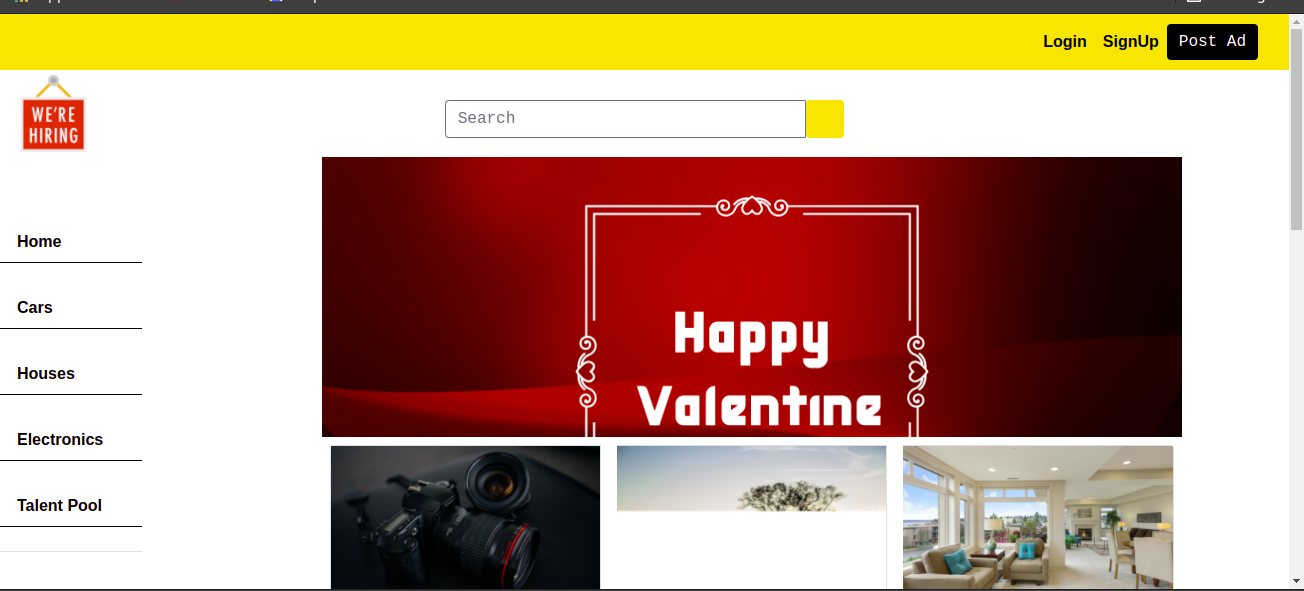 Login SignUp Post Ad
WE'RE
HIRING
Search
Home
Cars
Houses
Electronics
Talent Pool
Happy
Valentine